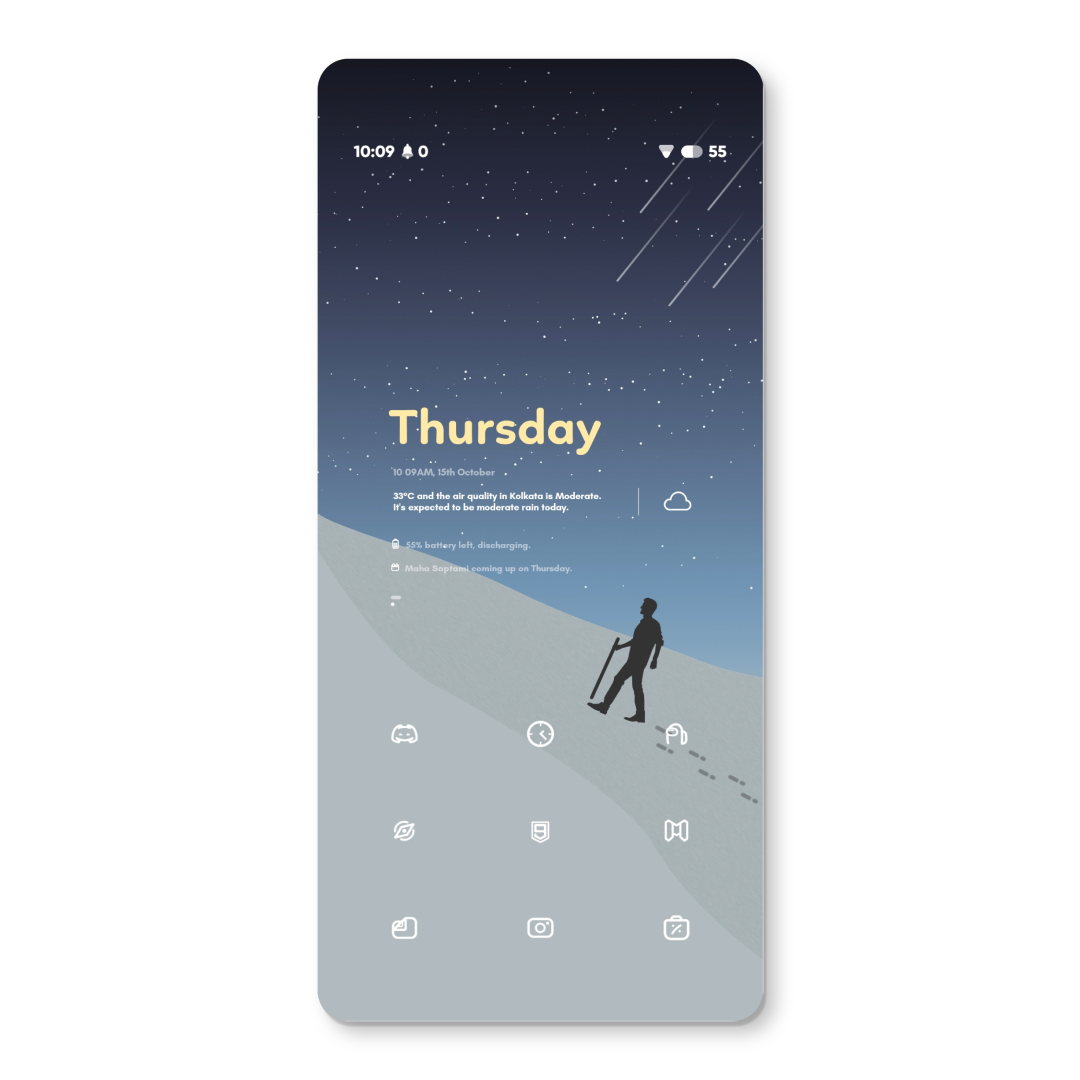 10:09 0 55
Thursday
10 09AM, 15th October
33°C and the air quality in Kolkata is Moderate.
It's expected to be moderate rain today.
55% battery left, discharging.
Maha Saptami coming up on Thursday.